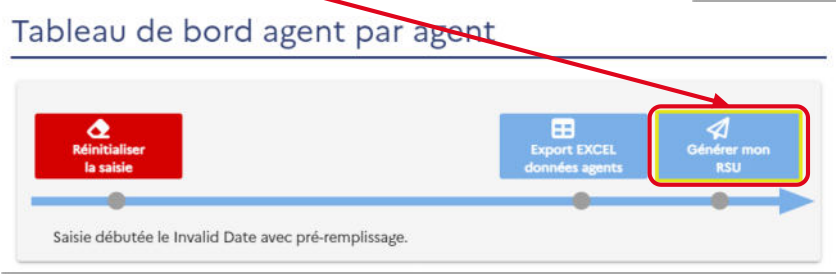 Tableau de bord agent par agent
Réinitialiser
la saisie
Export EXCEL
données agents
Générer mon
RSU
Saisie débutée le Invalid Date avec pré-remplissage.